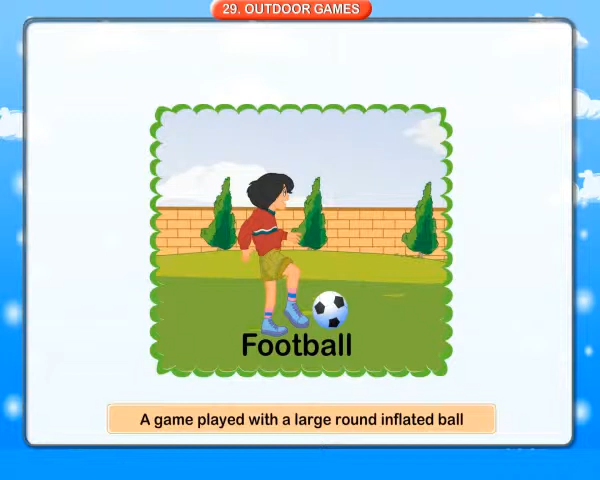 29. OUTDOOR GAMES
Football
A game played with a large round inflated ball